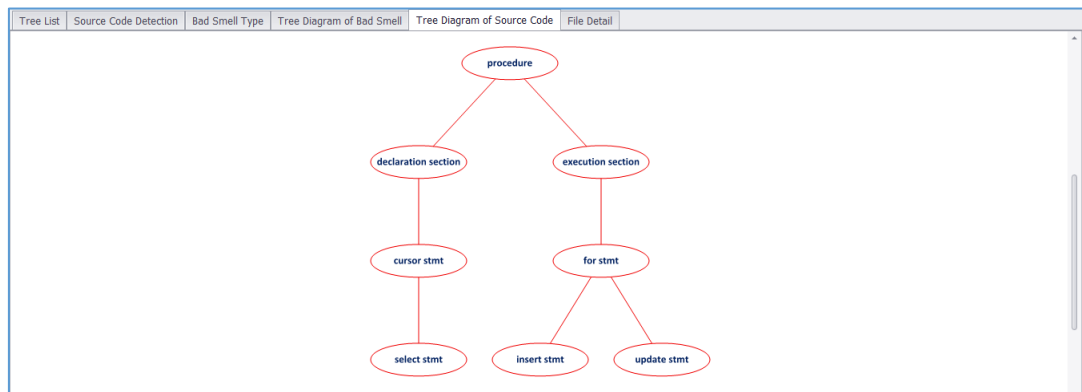 Tree List Source Code Detection Bad Smell Type Tree Diagram of Bad Smell Tree Diagram of Source Code File Detail
procedure
declaration section execution section
cursor stmt for stmt
select stmt insert stmt update stmt